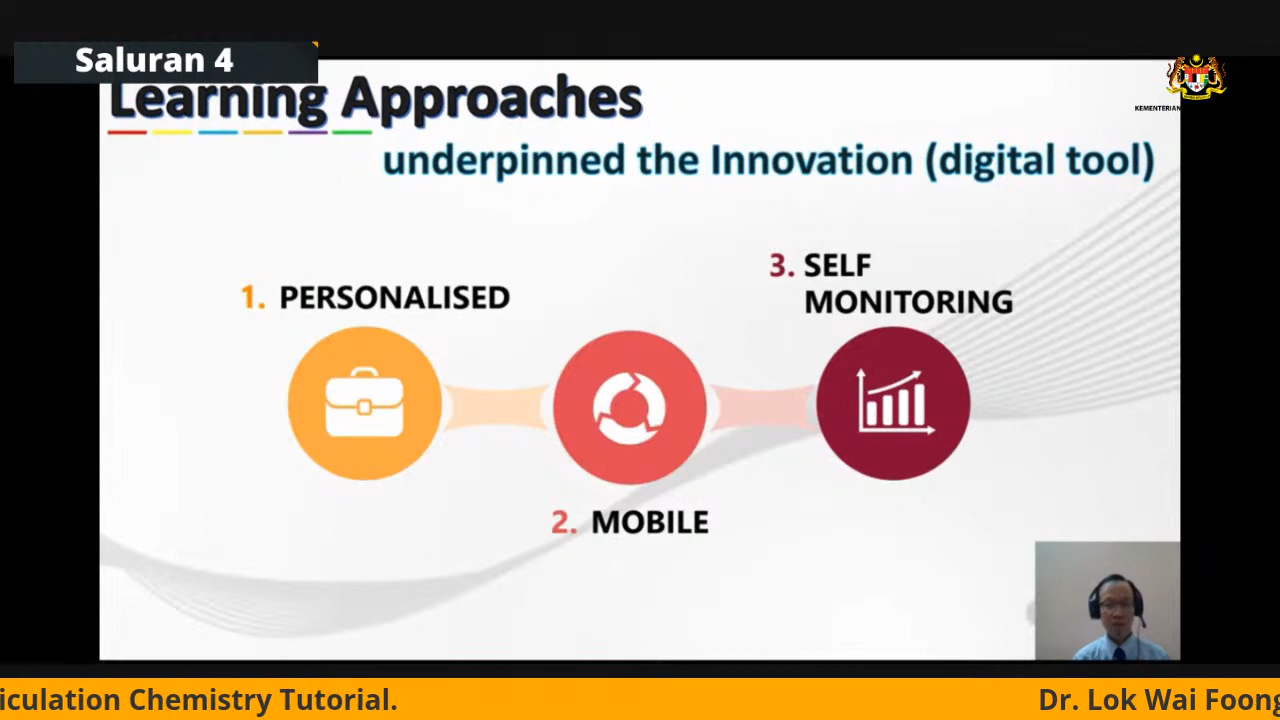 Saluran 4
KEMENTERIAN
Learning Approaches
underpinned the Innovation (digital tool)
1. PERSONALISED
2. MOBILE
3. SELF
MONITORING
iculation Chemistry Tutorial.
Dr. Lok Wai Foong